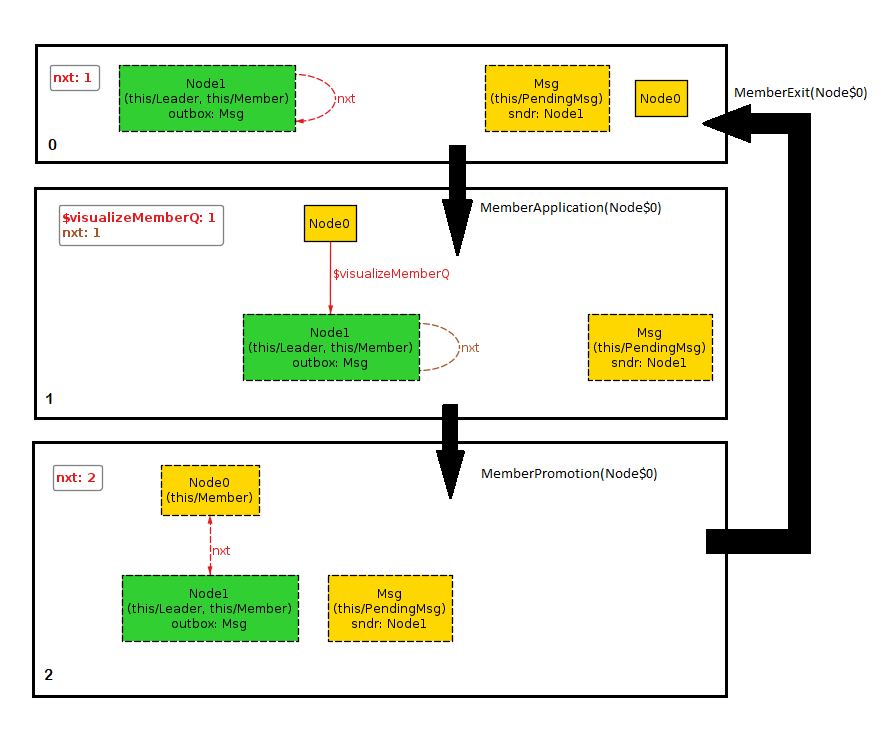 nxt: 1
Node1
(this/Leader, this/Member)
outbox: Msg
nxt
Msg
(this/PendingMsg)
sndr: Node1
Node0
MemberExit(Node$0)
0
$visualizeMemberQ: 1
nxt: 1
Node0
MemberApplication(Node$0)
$visualizeMemberQ
Node1
(this/Leader, this/Member)
outbox: Msg
nxt
Msg
(this/PendingMsg)
sndr: Node1
1
nxt: 2
Node0
(this/Member)
MemberPromotion(Node$0)
nxt
Node1
(this/Leader, this/Member)
outbox: Msg
Msg
(this/PendingMsg)
sndr: Node1
2